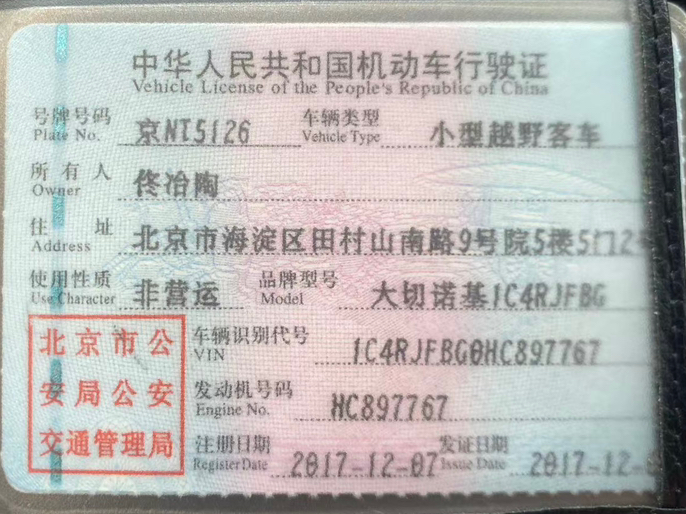 中华人民共和国机动车行驶证
Vehicle License of the People's Republic of China
号牌号码 京NT5126 车辆类型 小型越野客车
Plate No. Vehicle Type
所有人 佟冶陶
Owner
住址 北京市海淀区田村山南路9号院5楼5门12
Address
使用性质 非营运 品牌型号 大切诺基1C4RJFBG
Use Character Model
北京市公安局公安交通管理局
车辆识别代号 1C4RJFBG0HC897767
VIN
发动机号码 HC897767
Engine No.
注册日期 2017-12-07 发证日期 2017-12-
Register Date Issue Date